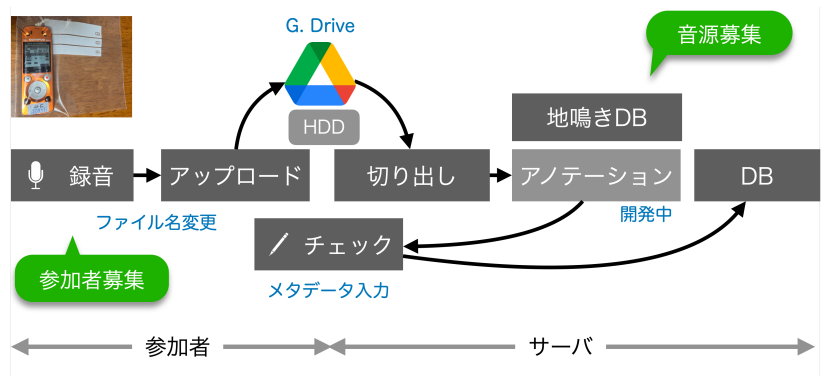 G. Drive
音源募集
HDD
地鳴きDB
録音
アップロード
切り出し
アノテーション
DB
ファイル名変更
開発中
チェック
参加者募集
メタデータ入力
参加者
サーバ